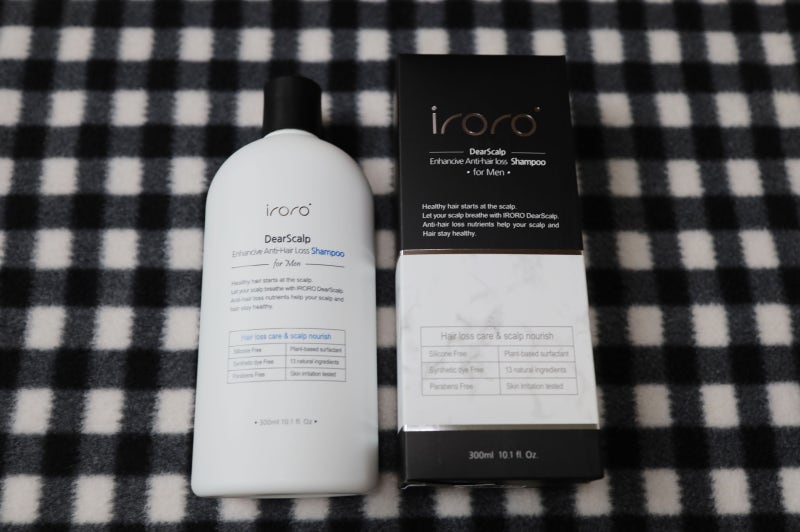 iroro
DearScalp
Enhancive Anti-Hair Loss Shampoo
for Men
Healthy hair starts at the scalp.
Let your scalp breathe with IRORO DearScalp.
Anti-hair loss nutrients help your scalp and
hair stay healthy.
Hair loss care & scalp nourish
Silicone Free Plant-based surfactant
Synthetic dye Free 13 natural ingredients
Parabens Free Skin irritation tested
• 300ml 10.1 fl. Oz •
iroro
DearScalp
Enhancive Anti-hair loss Shampoo
• for Men •
Healthy hair starts at the scalp.
Let your scalp breathe with IRORO DearScalp.
Anti-hair loss nutrients help your scalp and
Hair stay healthy.
Hair loss care & scalp nourish
Silicone Free Plant-based surfactant
Synthetic dye Free 13 natural ingredients
Parabens Free Skin irritation tested
300ml 10.1 fl. Oz.